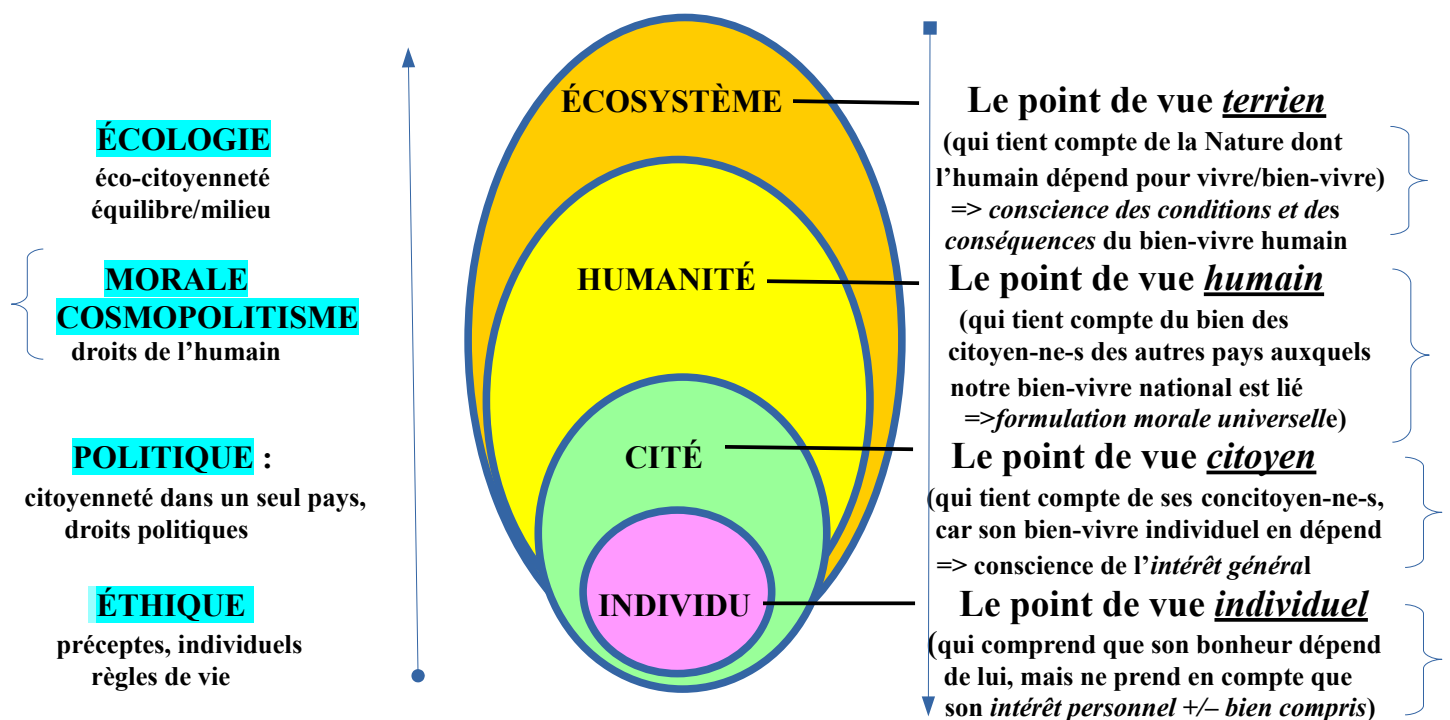 ÉCOLOGIE
éco-citoyenneté
équilibre/milieu
MORALE
COSMOPOLITISME
droits de l’humain
POLITIQUE :
citoyenneté dans un seul pays,
droits politiques
ÉTHIQUE
préceptes, individuels
règles de vie
ÉCOSYSTÈME
HUMANITÉ
CITÉ
INDIVIDU
Le point de vue terrien
(qui tient compte de la Nature dont
l’humain dépend pour vivre/bien-vivre)
=> conscience des conditions et des
conséquences du bien-vivre humain
Le point de vue humain
(qui tient compte du bien des
citoyen-ne-s des autres pays auxquels
notre bien-vivre national est lié
=>formulation morale universelle)
Le point de vue citoyen
(qui tient compte de ses concitoyen-ne-s,
car son bien-vivre individuel en dépend
=> conscience de l’intérêt général
Le point de vue individuel
(qui comprend que son bonheur dépend
de lui, mais ne prend en compte que
son intérêt personnel +/– bien compris)